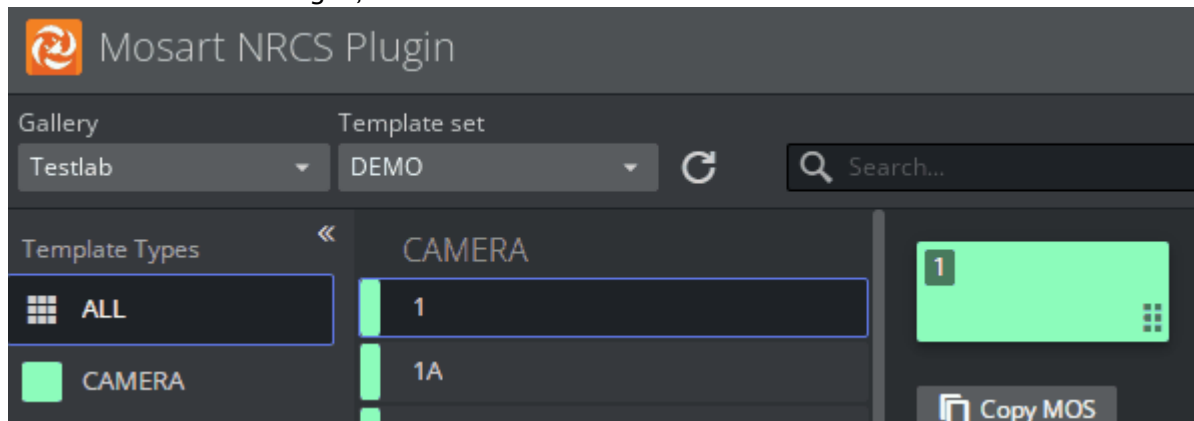 Mosart NRCS Plugin
Gallery
Template set
Testlab
DEMO
Search...
Template Types
«
CAMERA
ALL
1
CAMERA
1A
1
Copy MOS